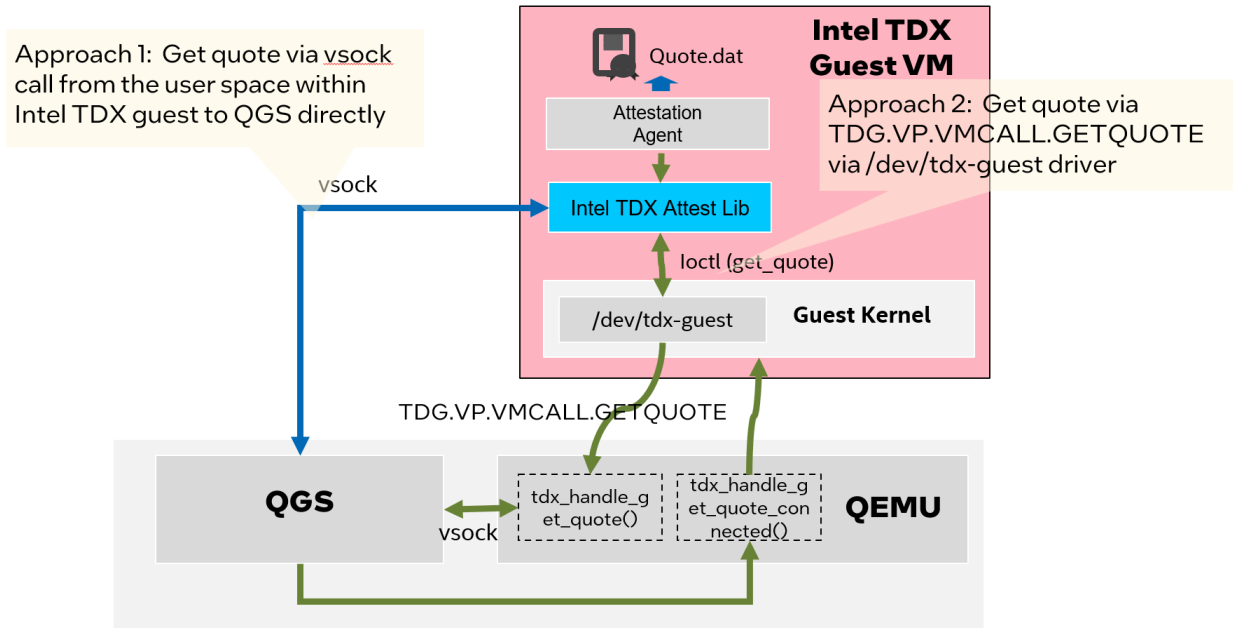 Approach 1:  Get quote via vsock
call from the user space within
Intel TDX guest to QGS directly
Intel TDX
Guest VM
Quote.dat
Attestation
Agent
Approach 2:  Get quote via
TDG.VP.VMCALL.GETQUOTE
via /dev/tdx-guest driver
vsock
Intel TDX Attest Lib
Ioctl (get_quote)
/dev/tdx-guest
Guest Kernel
TDG.VP.VMCALL.GETQUOTE
QGS
vsock
tdx_handle_g
et_quote()
tdx_handle_g
et_quote_con
nected()
QEMU